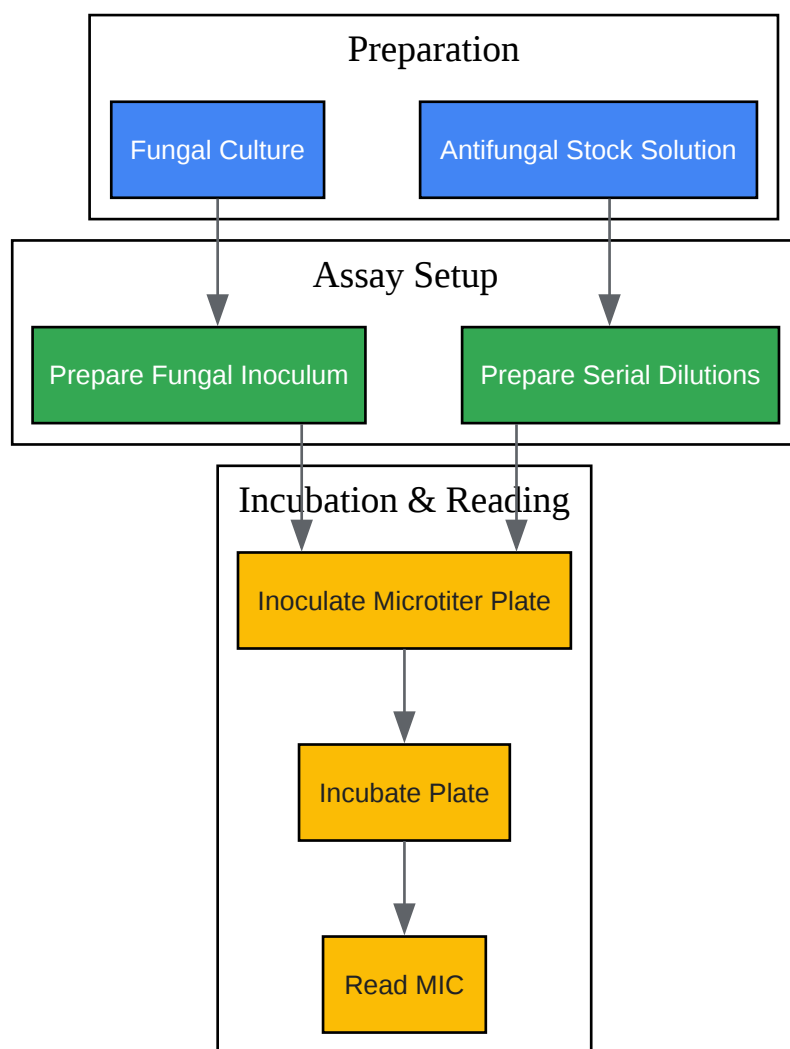 Preparation
Fungal Culture
Antifungal Stock Solution
Assay Setup
Prepare Fungal Inoculum
Prepare Serial Dilutions
Incubation & Reading
Inoculate Microtiter Plate
Incubate Plate
Read MIC